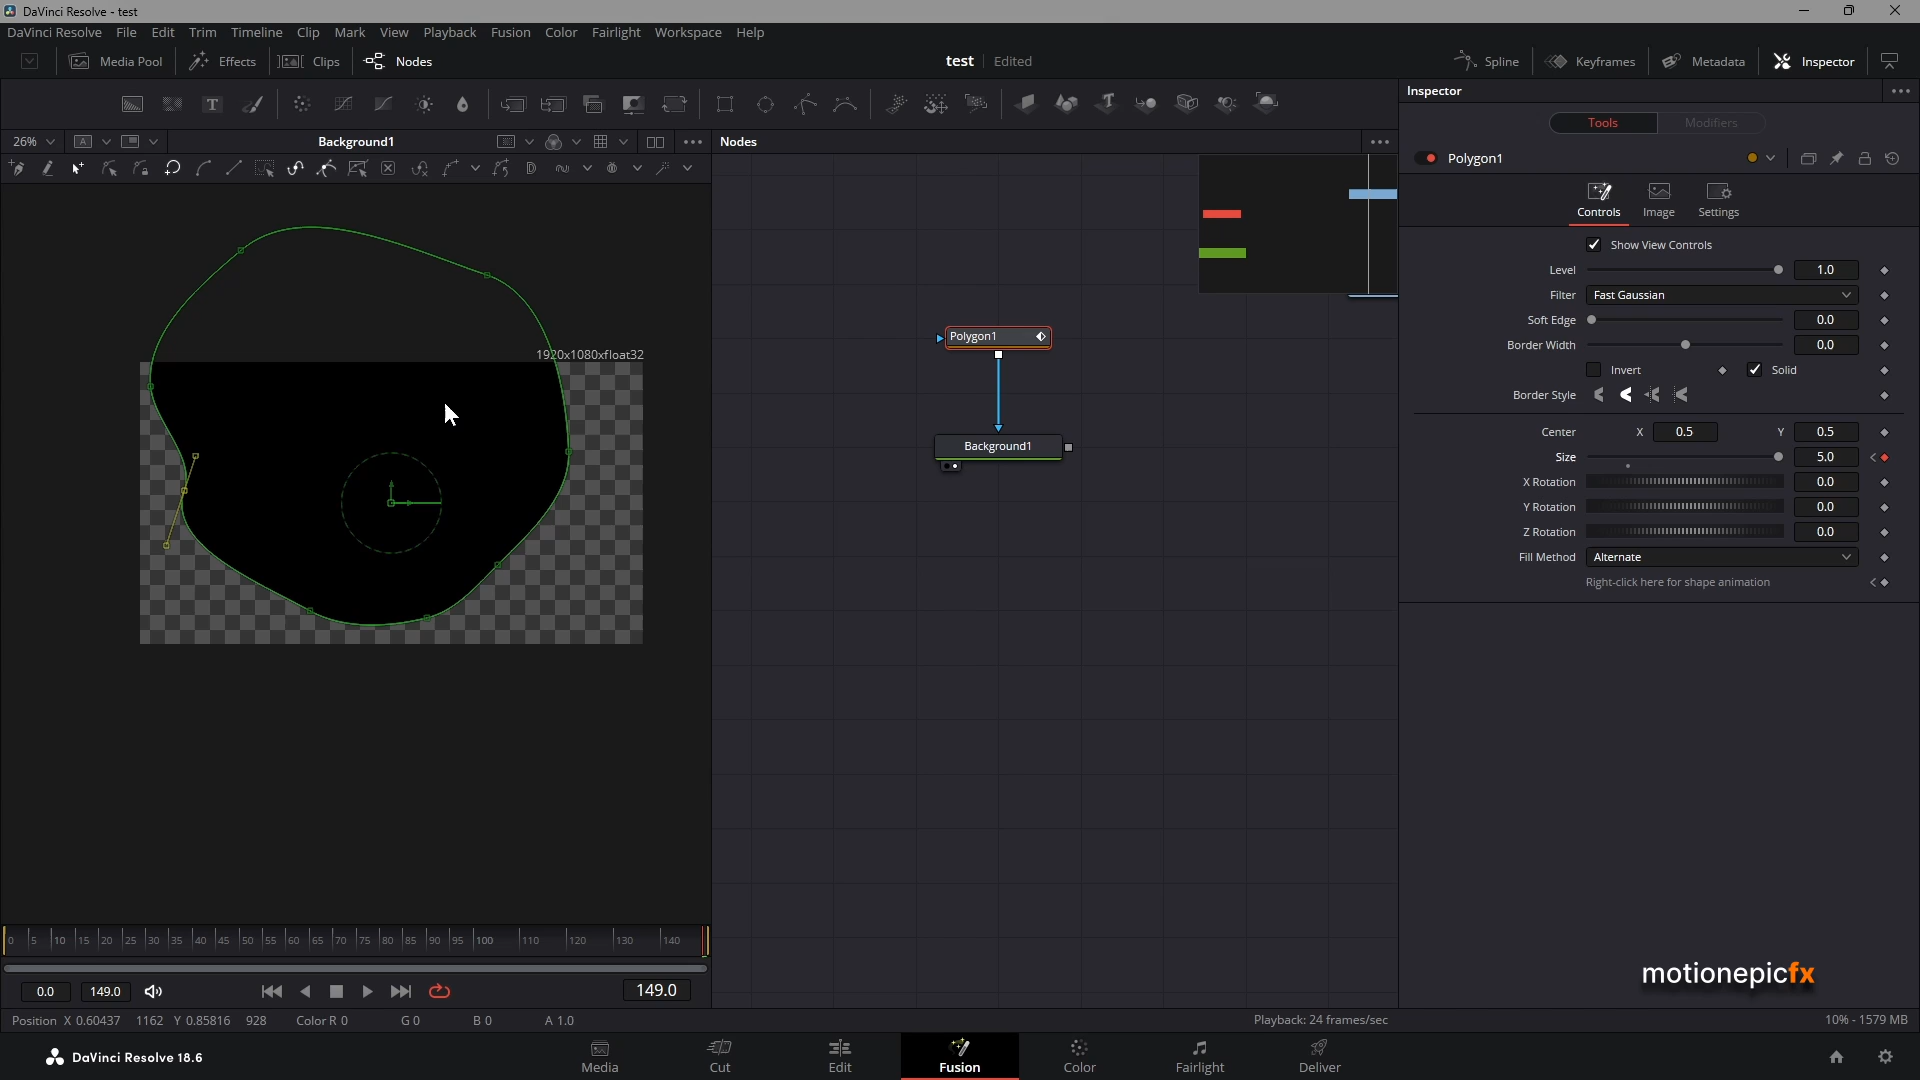 DaVinci Resolve - test
DaVinci Resolve File Edit Trim Timeline Clip Mark View Playback Fusion Color Fairlight Workspace Help
Media Pool Effects Clips Nodes test Edited Spline Keyframes Metadata Inspector
Inspector
Tools Modifiers
26% A Background1 Nodes
Polygon1
Controls Image Settings
Show View Controls
Level 1.0
Filter Fast Gaussian
Soft Edge 0.0
Border Width 0.0
Invert Solid
Border Style
Center X 0.5 Y 0.5
Size 5.0
X Rotation 0.0
Y Rotation 0.0
Z Rotation 0.0
Fill Method Alternate
Right-click here for shape animation
1920x1080xfloat32
Polygon1
Background1
0 5 10 15 20 25 30 35 40 45 50 55 60 65 70 75 80 85 90 95 100 110 120 130 140
0.0 149.0 149.0
motionepicfx
Position X 0.60437 1162 Y 0.85816 928 Color R 0 G 0 B 0 A 1.0
Playback: 24 frames/sec 10% - 1579 MB
DaVinci Resolve 18.6 Media Cut Edit Fusion Color Fairlight Deliver